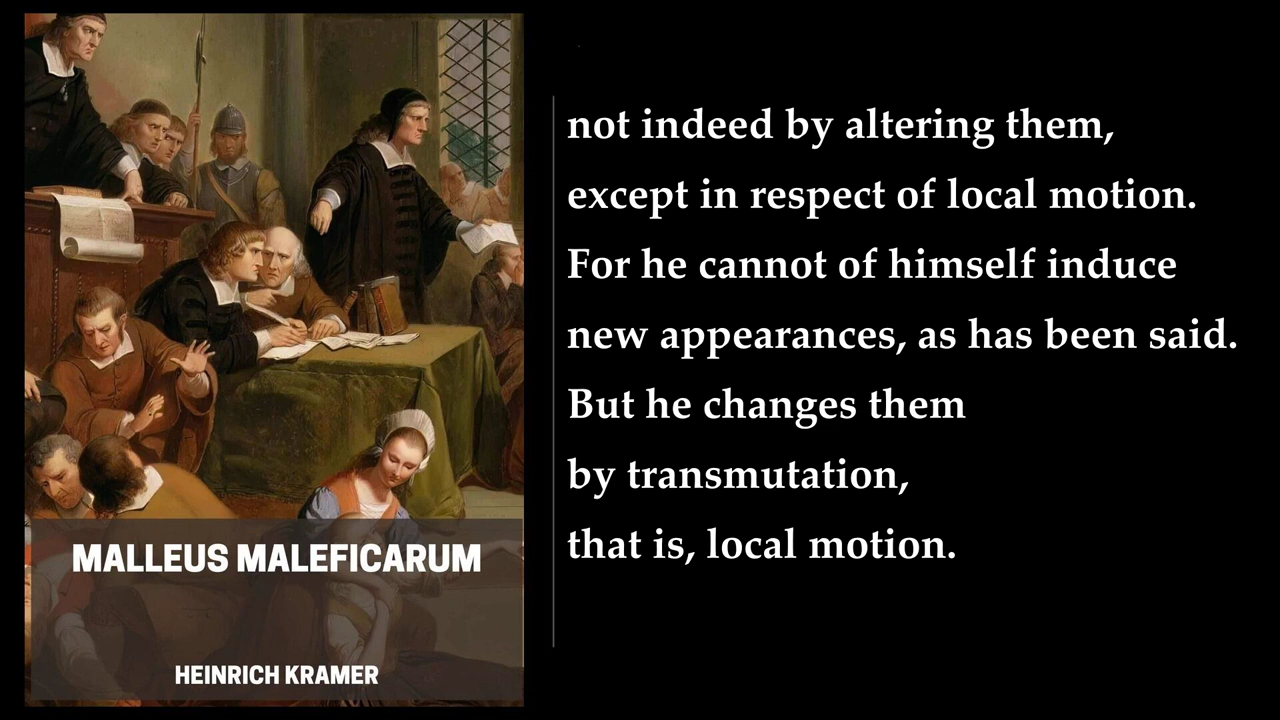 MALLEUS MALEFICARUM
HEINRICH KRAMER
not indeed by altering them,
except in respect of local motion.
For he cannot of himself induce
new appearances, as has been said.
But he changes them
by transmutation,
that is, local motion.